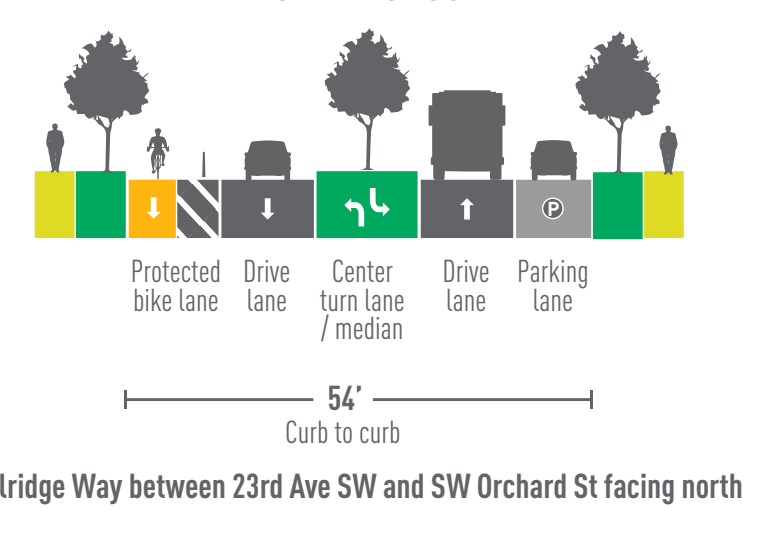 P
Protected
bike lane
Drive
lane
Center
turn lane
/ median
Drive
lane
Parking
lane
54’
Curb to curb
lridge Way between 23rd Ave SW and SW Orchard St facing north